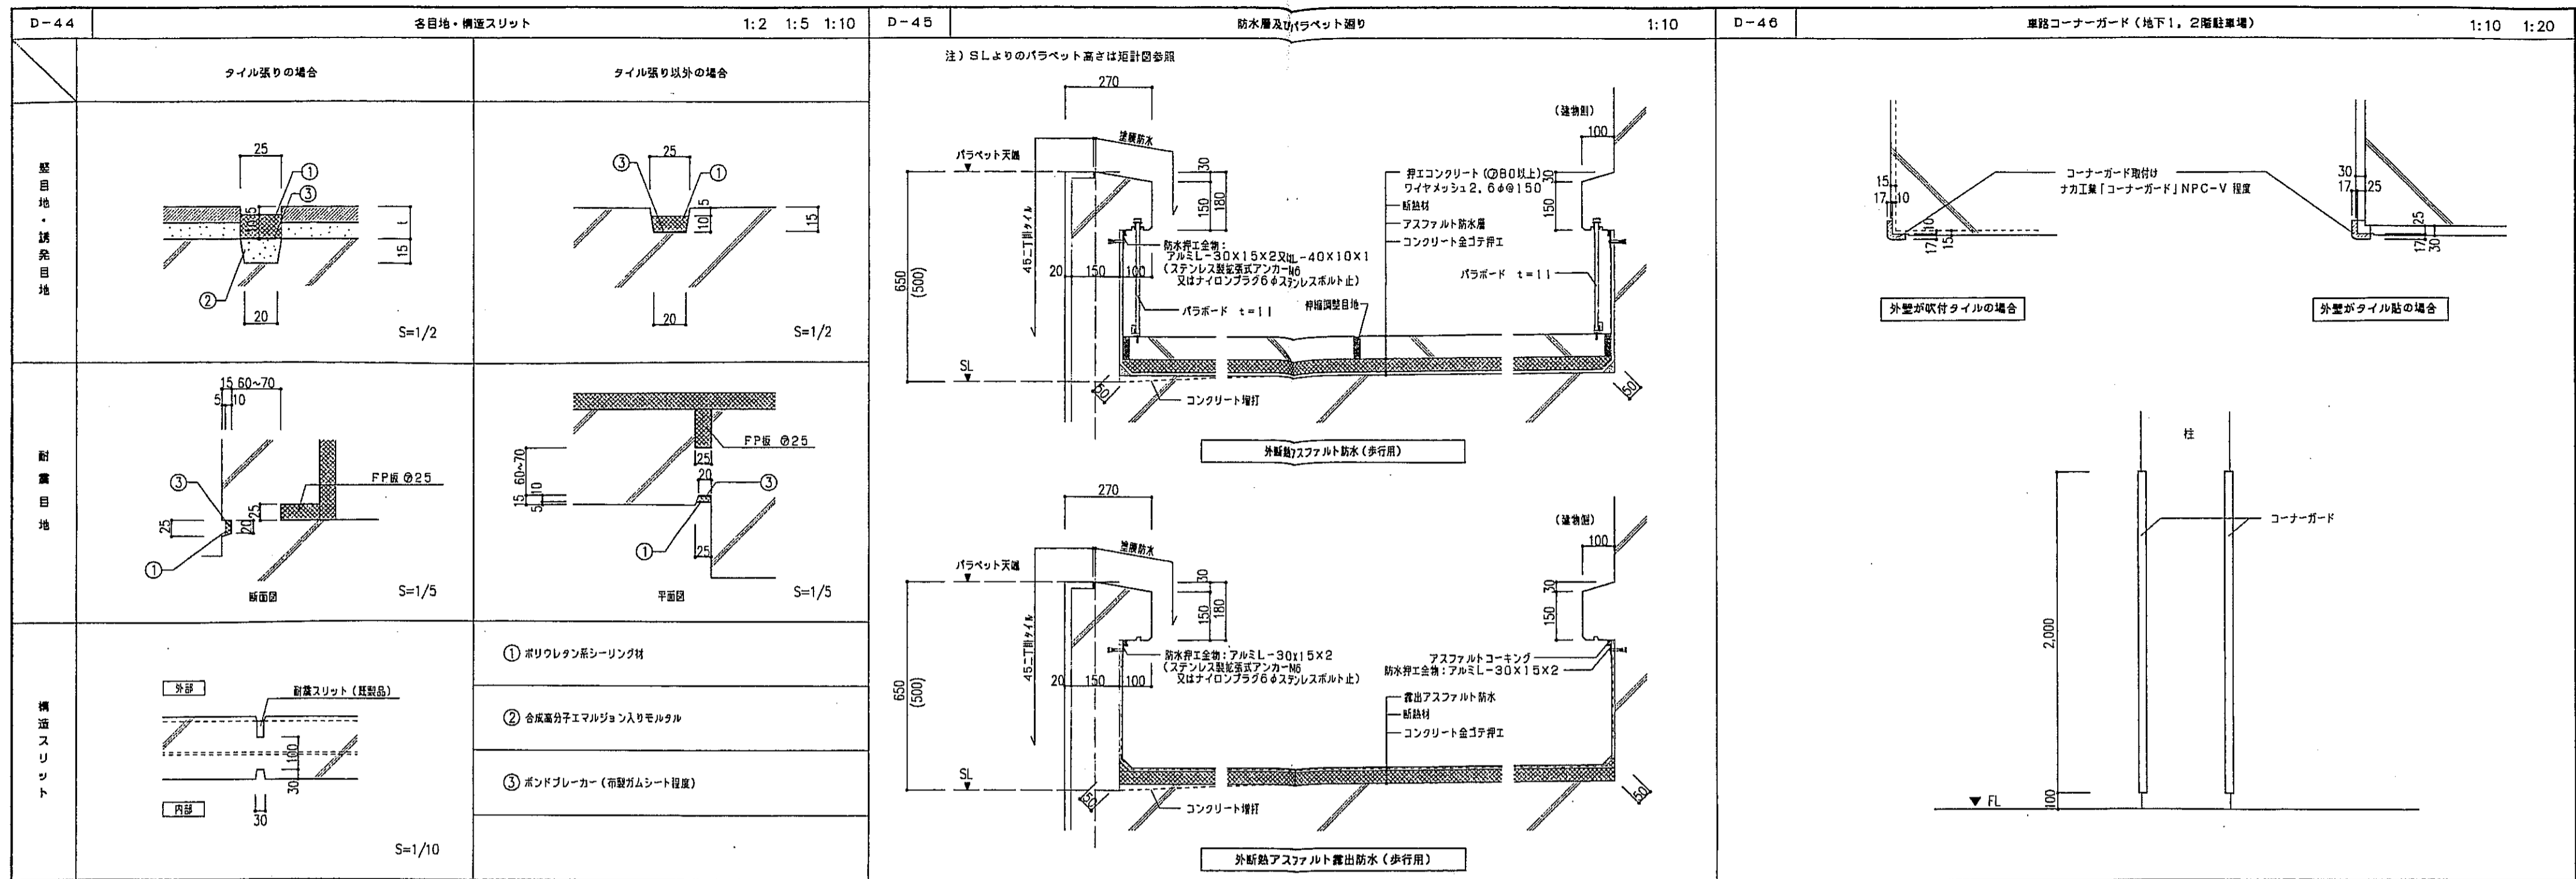 D-44
各目地・構造スリット
1:2 1:5 1:10
タイル張りの場合
タイル張り以外の場合
竪目地・誘発目地
25
①
③
5
10
t
15
②
20
S=1/2
25
③
①
5
10
15
20
S=1/2
耐震目地
15 60~70
5 10
③
FP板 ㋐25
25
25
20
①
断面図
S=1/5
FP板 ㋐25
25
60~70
20
10
15
5
③
①
25
平面図
S=1/5
構造スリット
外部
耐震スリット(既製品)
100
30
内部
30
S=1/10
① ポリウレタン系シーリング材
② 合成高分子エマルジョン入りモルタル
③ ボンドブレーカー(布製ガムシート程度)
D-45
防水層及びパラペット廻り
1:10
注)SLよりのパラペット高さは矩計図参照
270
(建物側)
100
塗膜防水
パラペット天端
30
150
180
30
150
押エコンクリート(㋐80以上)
ワイヤメッシュ2.6φ@150
断熱材
アスファルト防水層
コンクリート金ゴテ押エ
45二丁掛タイル
防水押エ金物:
アルミL-30X15X2又はL-40X10X1
(ステンレス製拡張式アンカーM6
又はナイロンプラグ6φステンレスボルト止)
20 150 100
650
(500)
パラボード t=11
伸縮調整目地
パラボード t=11
SL
50
50
コンクリート増打
外断熱アスファルト防水(歩行用)
270
(建物側)
100
塗膜防水
パラペット天端
30
150
180
30
150
45二丁掛タイル
防水押エ金物:アルミL-30X15X2
(ステンレス製拡張式アンカーM6
又はナイロンプラグ6φステンレスボルト止)
アスファルトコーキング
防水押エ金物:アルミL-30X15X2
20 150 100
650
(500)
露出アスファルト防水
断熱材
コンクリート金ゴテ押エ
SL
50
50
コンクリート増打
外断熱アスファルト露出防水(歩行用)
D-46
車路コーナーガード(地下1,2階駐車場)
1:10 1:20
15
17 10
10
17
15
コーナーガード取付け
ナカ工業「コーナーガード」NPC-V 程度
30
17 25
25
17
30
外壁が吹付タイルの場合
外壁がタイル貼の場合
柱
コーナーガード
2,000
100
▼ FL